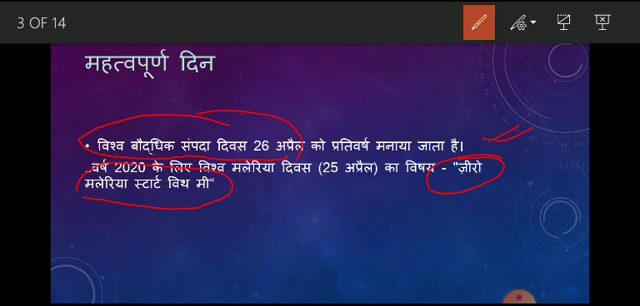 3 OF 14
महत्वपूर्ण दिन
• विश्व बौद्धिक संपदा दिवस 26 अप्रैल को प्रतिवर्ष मनाया जाता है।
..वर्ष 2020 के लिए विश्व मलेरिया दिवस (25 अप्रैल) का विषय - "ज़ीरो
मलेरिया स्टार्ट विथ मी“